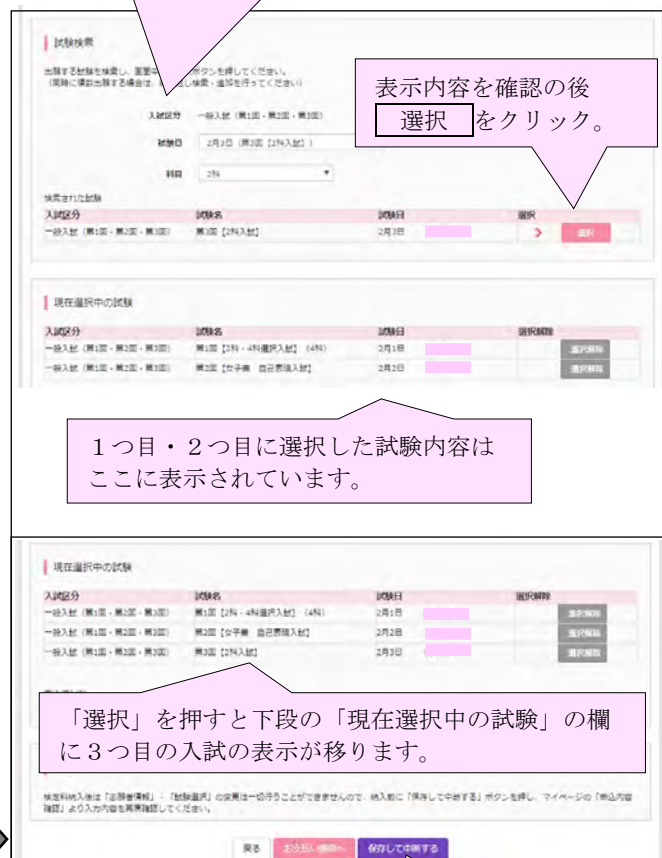 試験検索
出願する試験を検索し、画面中
ボタンを押してください。
(同時に複数出願する場合は、
し検索・追加を行ってください)
表示内容を確認の後
選択 をクリック。
入試区分 一般入試 (第1回・第2回・第3回)
試験日 2月3日 (第3回【2科入試】)
科目 2科
検索された試験
入試区分 試験名 試験日 選択
一般入試 (第1回・第2回・第3回) 第3回【2科入試】 2月3日 選択
現在選択中の試験
入試区分 試験名 試験日 選択解除
一般入試 (第1回・第2回・第3回) 第1回【2科・4科選択入試】 (4科) 2月1日 選択解除
一般入試 (第1回・第2回・第3回) 第2回【女子美 自己表現入試】 2月2日 選択解除
1つ目・2つ目に選択した試験内容は
ここに表示されています。
現在選択中の試験
入試区分 試験名 試験日 選択解除
一般入試 (第1回・第2回・第3回) 第1回【2科・4科選択入試】 (4科) 2月1日 選択解除
一般入試 (第1回・第2回・第3回) 第2回【女子美 自己表現入試】 2月2日 選択解除
一般入試 (第1回・第2回・第3回) 第3回【2科入試】 2月3日 選択解除
「選択」を押すと下段の「現在選択中の試験」の欄
に3つ目の入試の表示が移ります。
検定料納入後は「志願者情報」・「試験選択」の変更は一切行うことができませんので、納入前に「保存して中断する」ボタンを押し、マイページの「申込内容
確認」より入力内容を再度確認してください。
戻る お支払い画面へ 保存して中断する